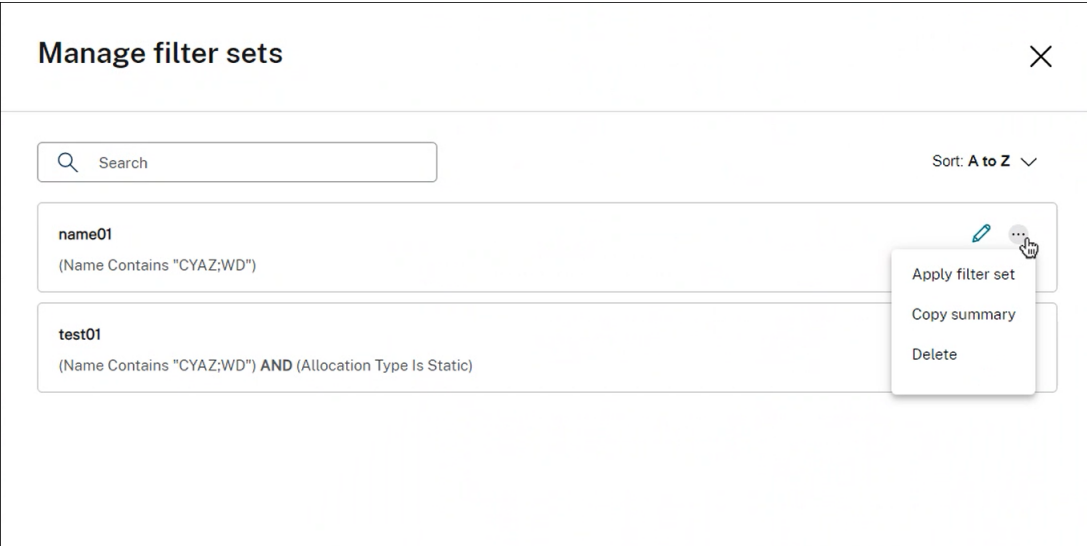 Manage filter sets
Search
Sort: A to Z
name01
(Name Contains "CYAZ;WD")
Apply filter set
Copy summary
Delete
test01
(Name Contains "CYAZ;WD") AND (Allocation Type Is Static)